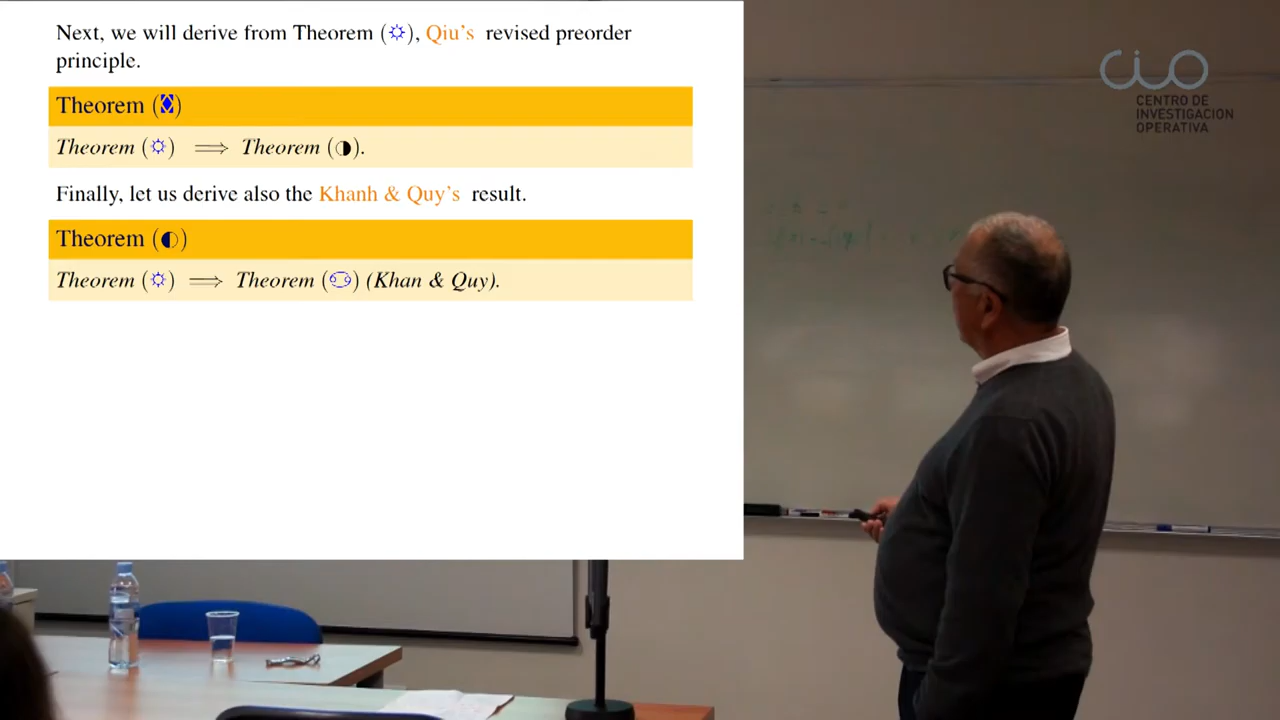 Next, we will derive from Theorem (☼), Qiu's revised preorder
principle.
Theorem (⧫)
Theorem (☼) ⟹ Theorem (◑).
Finally, let us derive also the Khanh & Quy's result.
Theorem (◐)
Theorem (☼) ⟹ Theorem (♋) (Khan & Quy).
CIO
CENTRO DE
INVESTIGACION
OPERATIVA